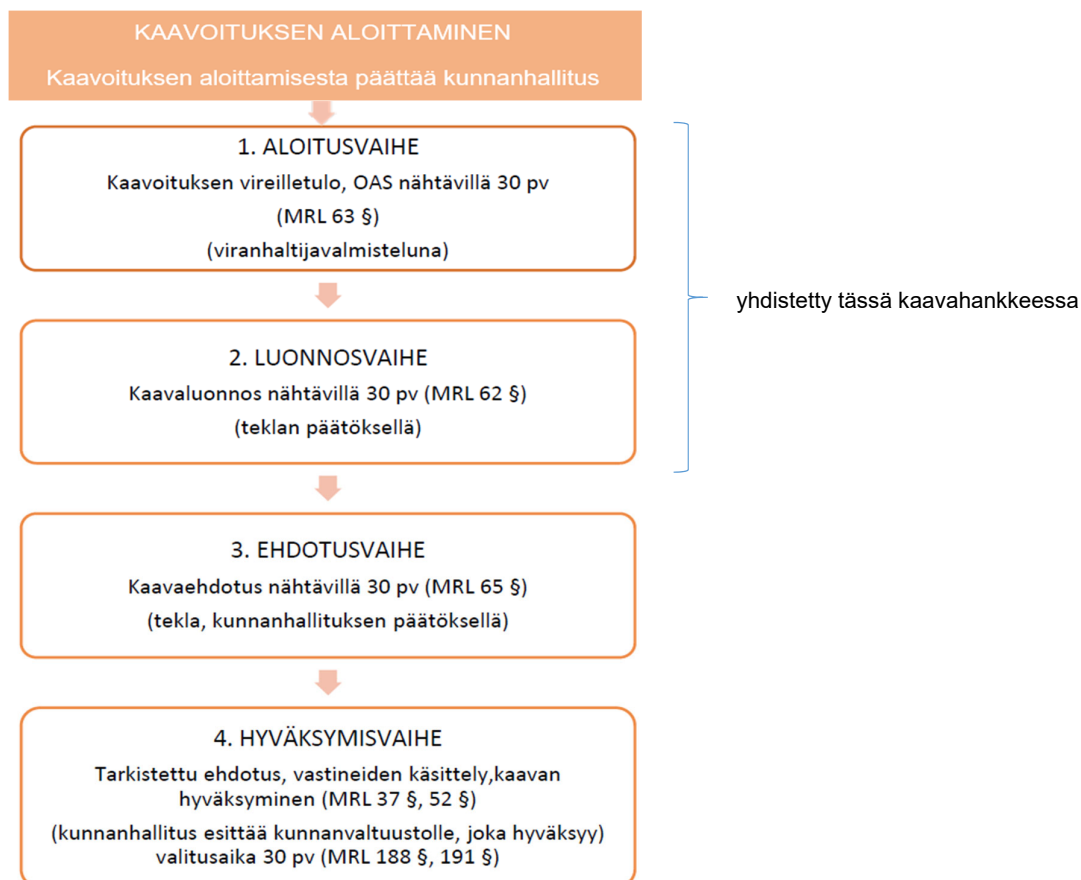 KAAVOITUKSEN ALOITTAMINEN
Kaavoituksen aloittamisesta päättää kunnanhallitus
1. ALOITUSVAIHE
Kaavoituksen vireilletulo, OAS nähtävillä 30 pv
(MRL 63 §)
(viranhaltijavalmisteluna)
yhdistetty tässä kaavahankkeessa
2. LUONNOSVAIHE
Kaavaluonnos nähtävillä 30 pv (MRL 62 §)
(teklan päätöksellä)
3. EHDOTUSVAIHE
Kaavaehdotus nähtävillä 30 pv (MRL 65 §)
(tekla, kunnanhallituksen päätöksellä)
4. HYVÄKSYMISVAIHE
Tarkistettu ehdotus, vastineiden käsittely,kaavan
hyväksyminen (MRL 37 §, 52 §)
(kunnanhallitus esittää kunnanvaltuustolle, joka hyväksyy)
valitusaika 30 pv (MRL 188 §, 191 §)